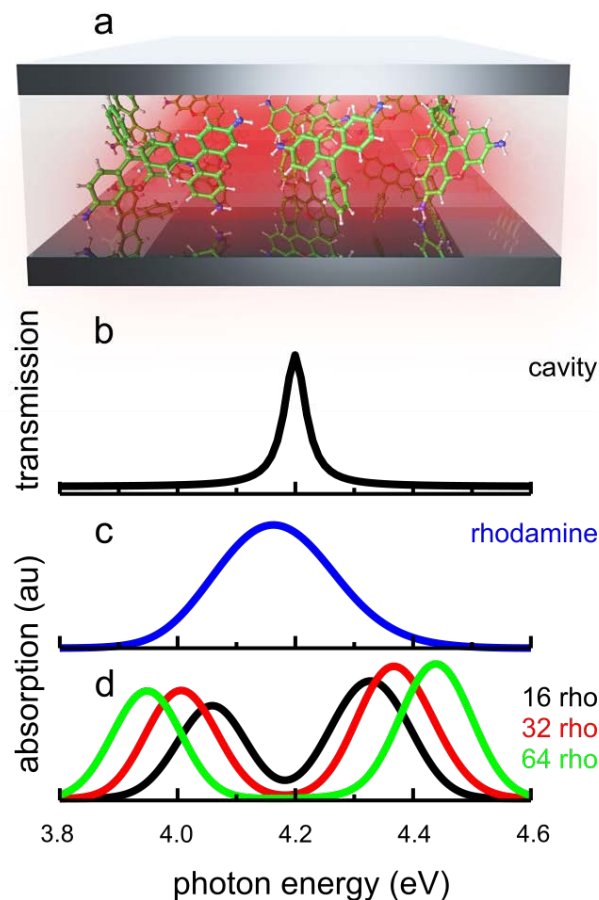 a
b
transmission
cavity
c
rhodamine
absorption (au)
d
16 rho
32 rho
64 rho
3.8 4.0 4.2 4.4 4.6
photon energy (eV)